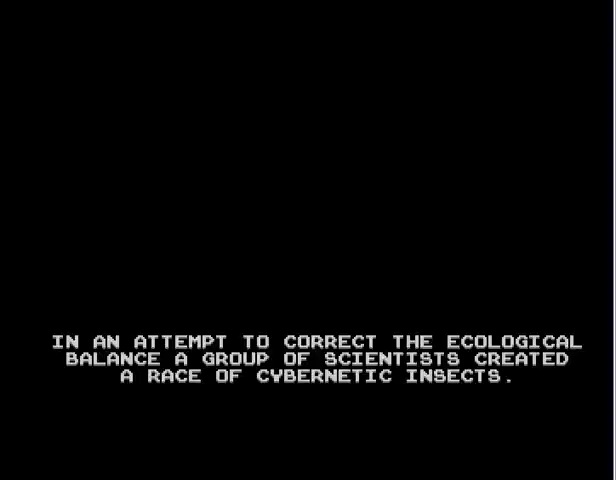 IN AN ATTEMPT TO CORRECT THE ECOLOGICAL
BALANCE A GROUP OF SCIENTISTS CREATED
A RACE OF CYBERNETIC INSECTS.